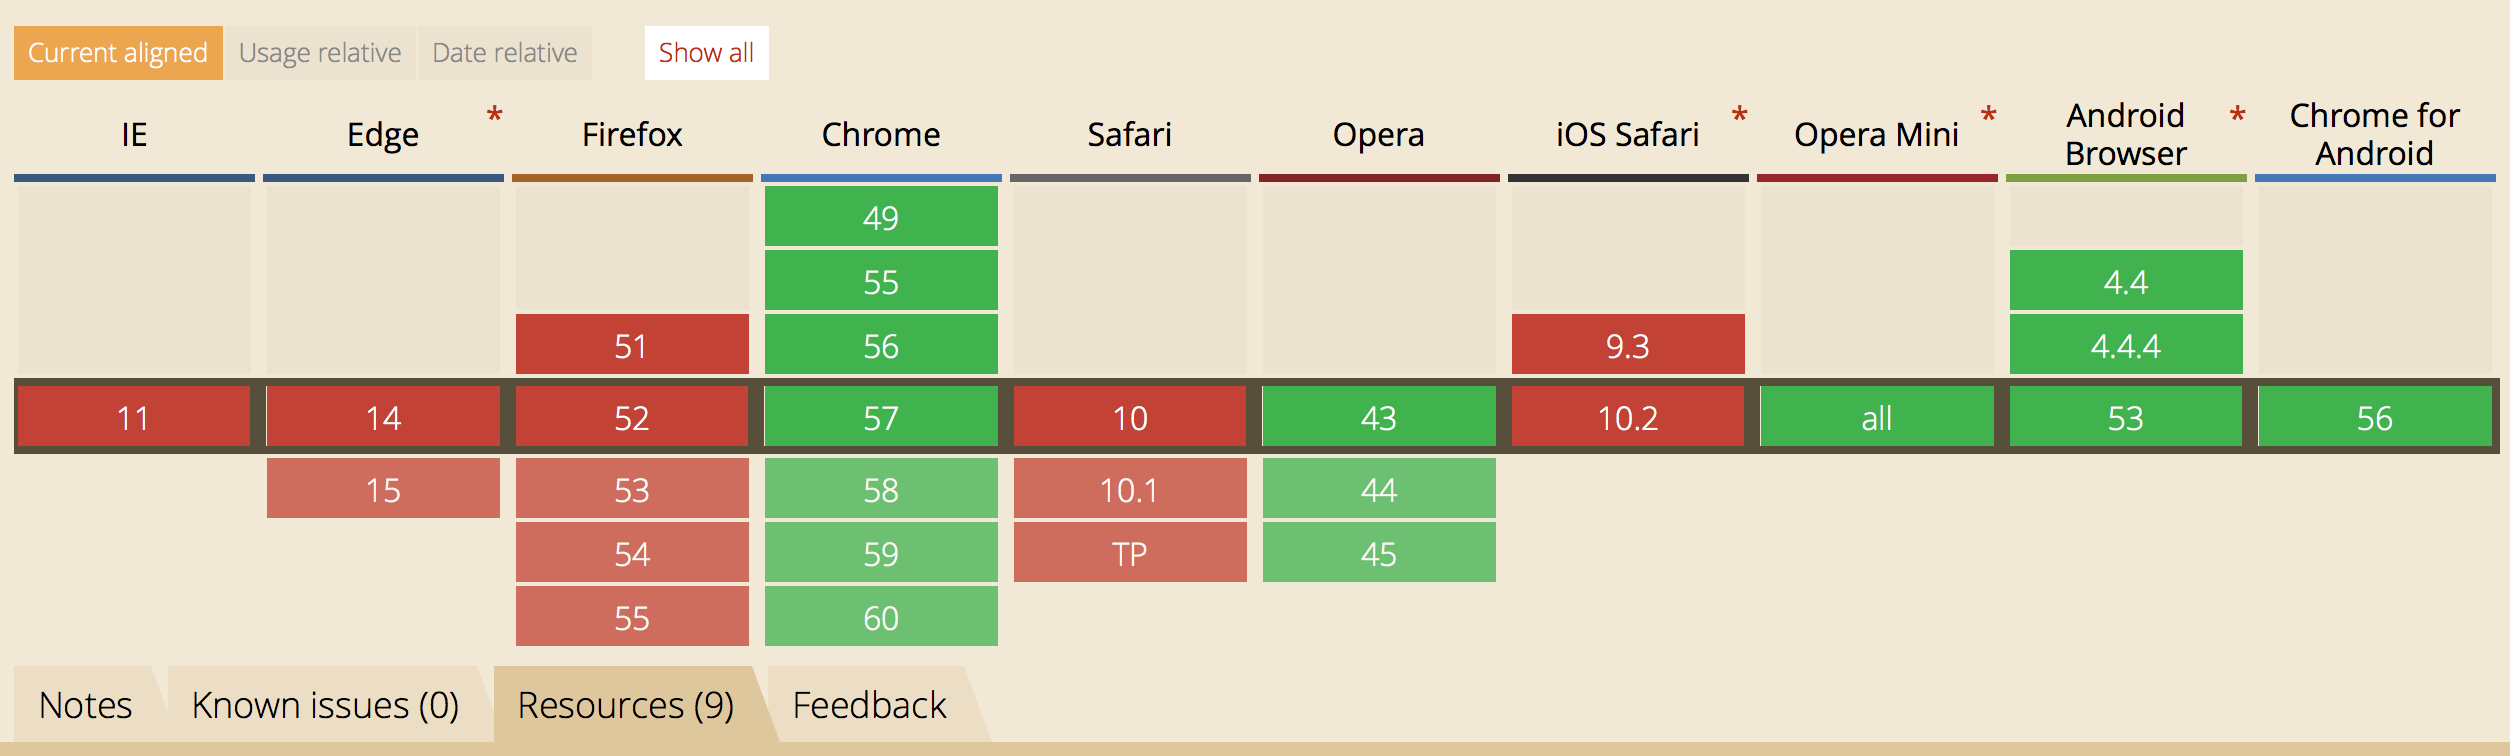 Current aligned Usage relative Date relative Show all
IE Edge * Firefox Chrome Safari Opera iOS Safari * Opera Mini * Android Browser * Chrome for Android
49
55 4.4
51 56 9.3 4.4.4
11 14 52 57 10 43 10.2 all 53 56
15 53 58 10.1 44
54 59 TP 45
55 60
Notes Known issues (0) Resources (9) Feedback